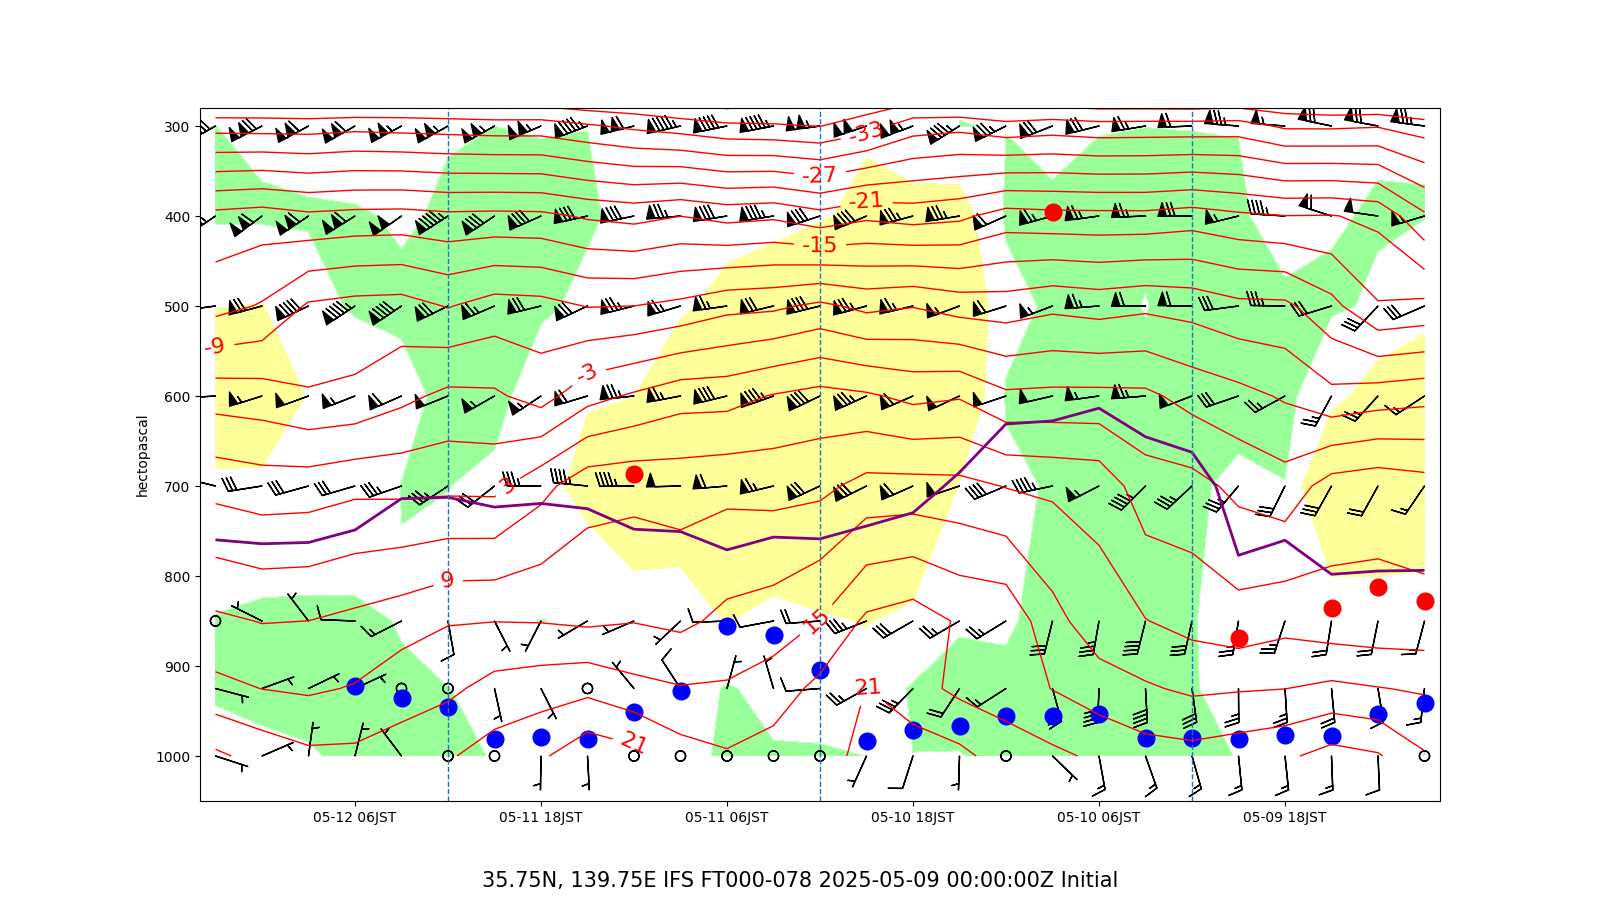 300
400
500
600
700
800
900
1000
hectopascal
-33
-27
-21
-15
-9
-3
3
9
15
21
21
05-12 06JST
05-11 18JST
05-11 06JST
05-10 18JST
05-10 06JST
05-09 18JST
35.75N, 139.75E IFS FT000-078 2025-05-09 00:00:00Z Initial